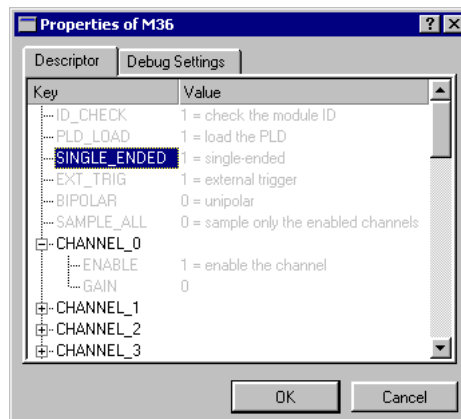 Properties of M36
Descriptor Debug Settings
Key Value
ID_CHECK 1 = check the module ID
PLD_LOAD 1 = load the PLD
SINGLE_ENDED 1 = single-ended
EXT_TRIG 1 = external trigger
BIPOLAR 0 = unipolar
SAMPLE_ALL 0 = sample only the enabled channels
CHANNEL_0
ENABLE 1 = enable the channel
GAIN 0
CHANNEL_1
CHANNEL_2
CHANNEL_3
OK Cancel